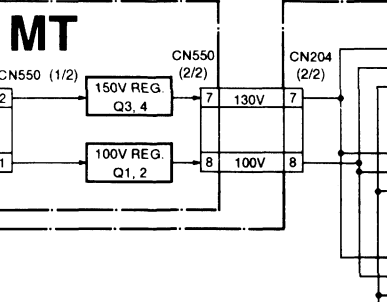 MT
CN550 (1/2)
CN550
(2/2)
CN204
(2/2)
2
150V REG.
Q3, 4
7
130V
7
1
100V REG.
Q1, 2
8
100V
8